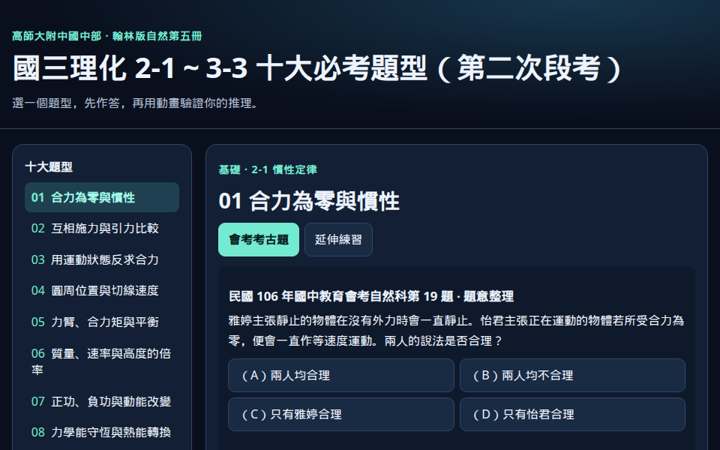 高師大附中國中部·翰林版自然第五冊
國三理化 2-1 ~ 3-3 十大必考題型（第二次段考）
選一個題型，先作答，再用動畫驗證你的推理。
十大題型
01 合力為零與慣性
02 互相施力與引力比較
03 用運動狀態反求合力
04 圓周位置與切線速度
05 力臂、合力矩與平衡
06 質量、速率與高度的倍
率
07 正功、負功與動能改變
08 力學能守恆與熱能轉換
基礎·2-1 慣性定律
01 合力為零與慣性
會考考古題
延伸練習
民國 106 年國中教育會考自然科第 19 題·題意整理
雅婷主張靜止的物體在沒有外力時會一直靜止。怡君主張正在運動的物體若所受合力為
零，便會一直作等速度運動。兩人的說法是否合理？
（A）兩人均合理
（B）兩人均不合理
（C）只有雅婷合理
（D）只有怡君合理